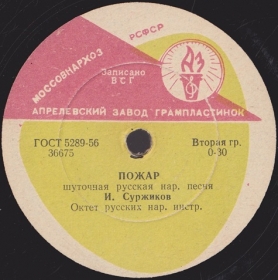 МОССОВНАРХОЗ РСФСР
Записано
ВСГ
АПРЕЛЕВСКИЙ ЗАВОД ГРАМПЛАСТИНОК
ГОСТ 5289-56 Вторая гр.
36675 0-80
ПОЖАР
шуточная русская нар. песня
И. Суржиков
Октет русских нар. инстр.